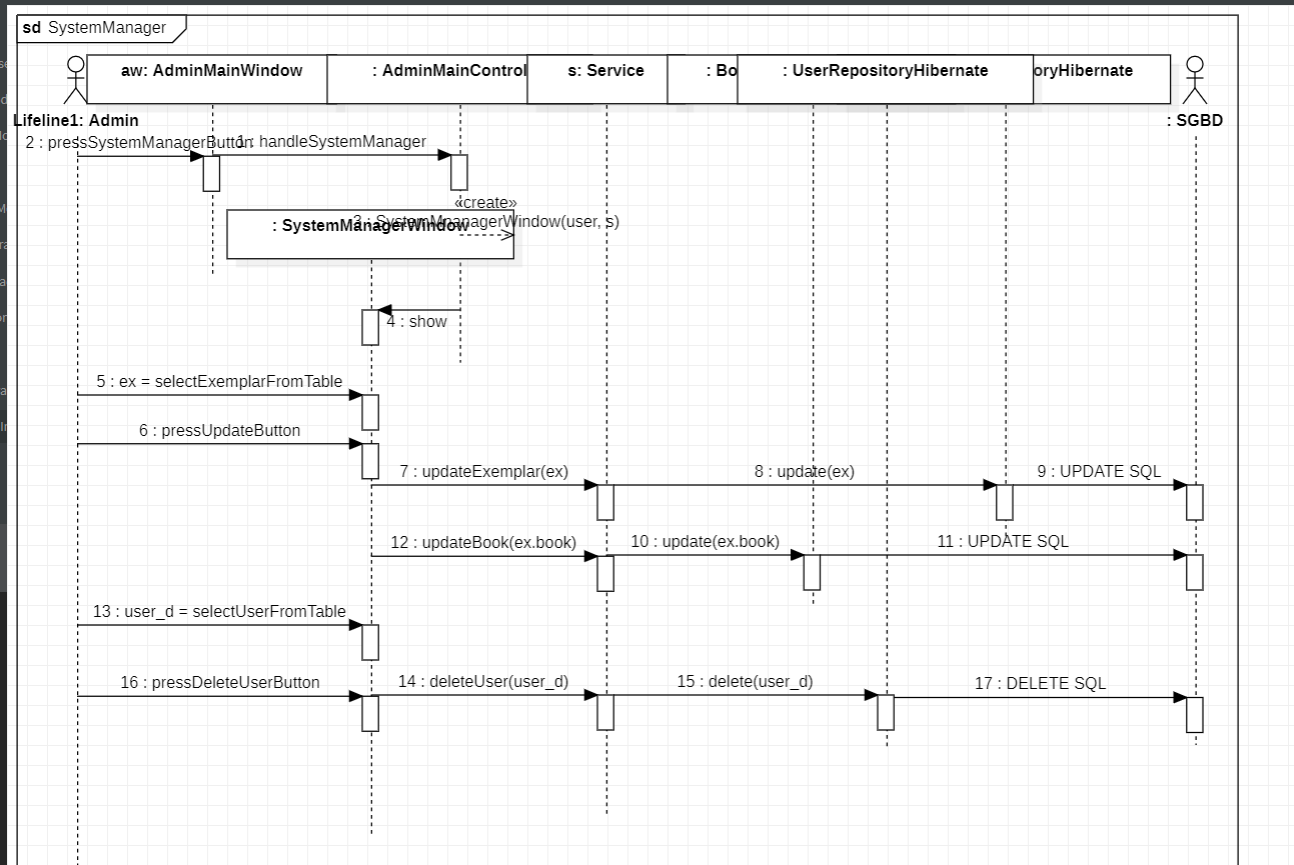 sd SystemManager
aw: AdminMainWindow
: AdminMainControl
s: Service
: Bo
: UserRepositoryHibernate
oryHibernate
Lifeline1: Admin
: SGBD
2 : pressSystemManagerButton
1 : handleSystemManager
«create»
3 : SystemMnanagerWindow(user, s)
: SystemManagerWindow
4 : show
5 : ex = selectExemplarFromTable
6 : pressUpdateButton
7 : updateExemplar(ex)
8 : update(ex)
9 : UPDATE SQL
12 : updateBook(ex.book)
10 : update(ex.book)
11 : UPDATE SQL
13 : user_d = selectUserFromTable
16 : pressDeleteUserButton
14 : deleteUser(user_d)
15 : delete(user_d)
17 : DELETE SQL